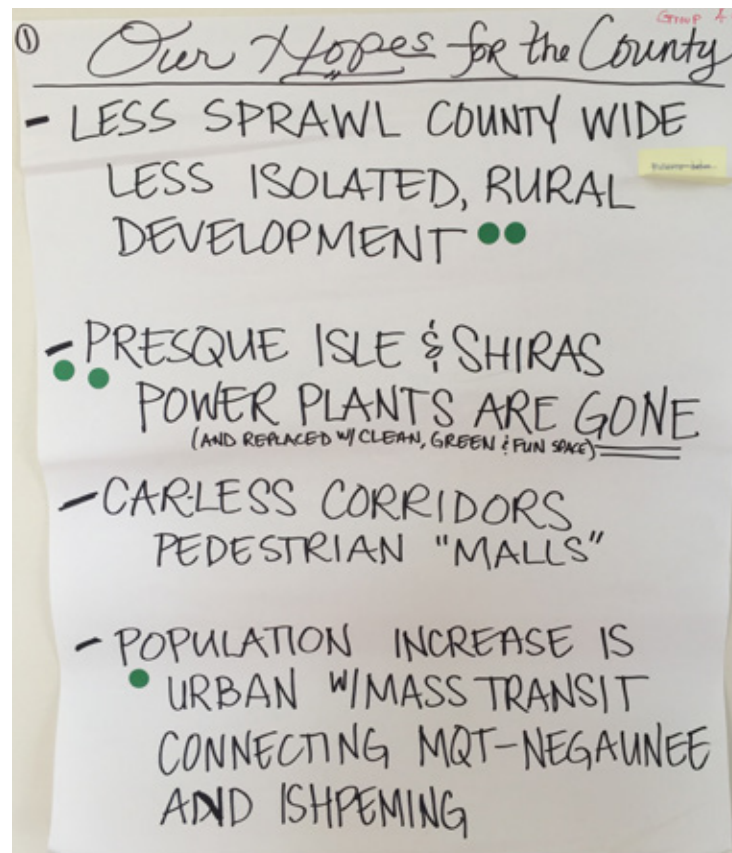 Group A
①
Our Hopes for the County
- LESS SPRAWL COUNTY WIDE
LESS ISOLATED, RURAL
DEVELOPMENT
- PRESQUE ISLE & SHIRAS
POWER PLANTS ARE GONE
(AND REPLACED W/ CLEAN, GREEN & FUN SPACE)
- CAR-LESS CORRIDORS
PEDESTRIAN "MALLS"
- POPULATION INCREASE IS
URBAN W/MASS TRANSIT
CONNECTING MQT-NEGAUNEE
AND ISHPEMING